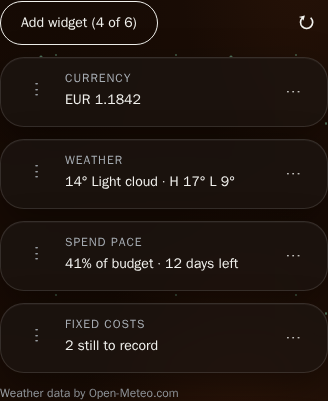 Add widget (4 of 6)
CURRENCY
EUR 1.1842
WEATHER
14° Light cloud · H 17° L 9°
SPEND PACE
41% of budget · 12 days left
FIXED COSTS
2 still to record
Weather data by Open-Meteo.com